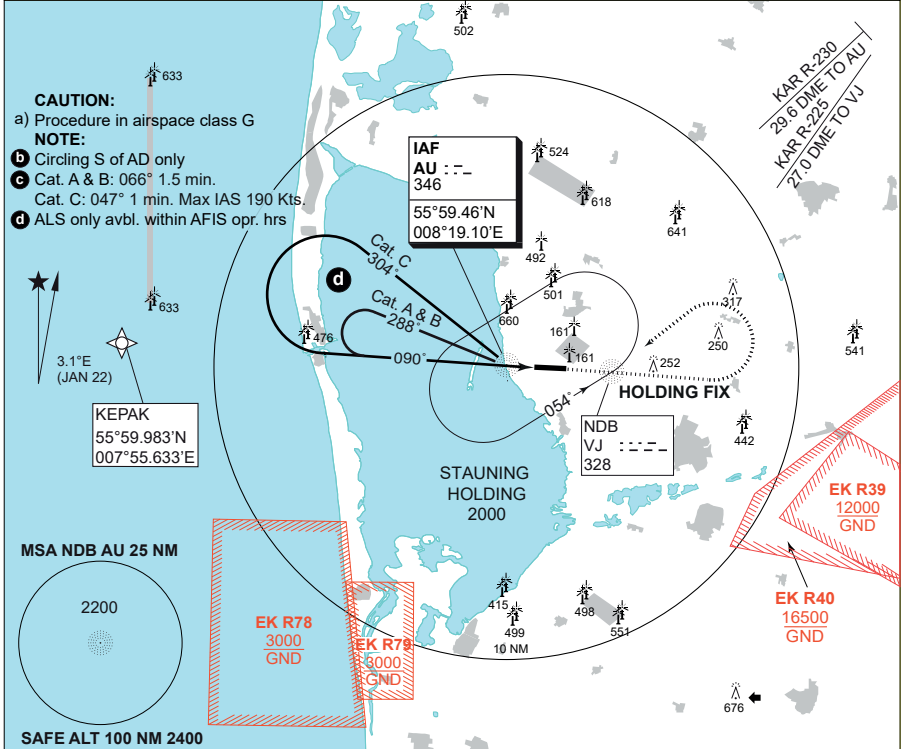 502
633
CAUTION:
a) Procedure in airspace class G
NOTE:
b Circling S of AD only
c Cat. A & B: 066° 1.5 min.
Cat. C: 047° 1 min. Max IAS 190 Kts.
d ALS only avbl. within AFIS opr. hrs
KAR R-230
29.6 DME TO AU
KAR R-225
27.0 DME TO VJ
IAF
AU
346
55°59.46'N
008°19.10'E
524
618
641
492
501
660
Cat. C
304°
d
Cat. A & B
288°
090°
633
476
317
250
541
161
161
252
3.1°E
(JAN 22)
KEPAK
55°59.983'N
007°55.633'E
054°
HOLDING FIX
NDB
VJ
328
442
STAUNING
HOLDING
2000
EK R39
12000
GND
EK R40
16500
GND
MSA NDB AU 25 NM
2200
SAFE ALT 100 NM 2400
EK R78
3000
GND
EK R79
3000
GND
415
499
10 NM
498
551
676